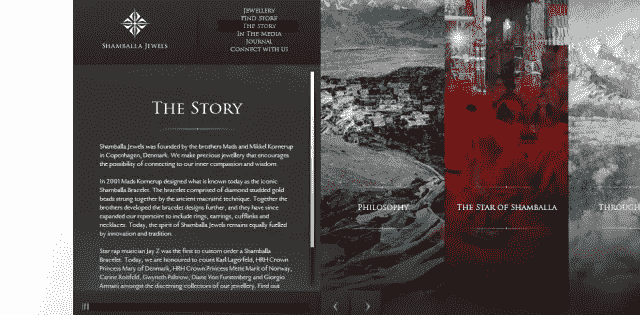 JEWELLERY
FIND STORE
THE STORY
IN THE MEDIA
JOURNAL
CONNECT WITH US
SHAMBALLA JEWELS
THE STORY
Shamballa Jewels was founded by the brothers Mads and Mikkel Kornerup
in Copenhagen, Denmark. We make precious jewellery that encourages
the possibility of connecting to our inner compassion and wisdom.
In 2001 Mads Kornerup designed what is known today as the iconic
Shamballa Bracelet. The bracelet comprised of diamond studded gold
beads strung together by the ancient macramé technique. Together the
brothers developed the bracelet designs further, and they have since
expanded our repertoire to include rings, earrings, cufflinks and
necklaces. Today, the spirit of Shamballa Jewels remains equally fuelled
by innovation and tradition.
Star rap musician Jay Z was the first to custom order a Shamballa
Bracelet. Today, we are honoured to count Karl Lagerfeld, HRH Crown
Princess Mary of Denmark, HRH Crown Princess Mette Marit of Norway,
Carine Roitfeld, Gwyneth Paltrow, Diane Von Furstenberg and Giorgio
Armani amongst the discerning collectors of our jewellery. Find out
PHILOSOPHY
THE STAR OF SHAMBALLA
THROUGH